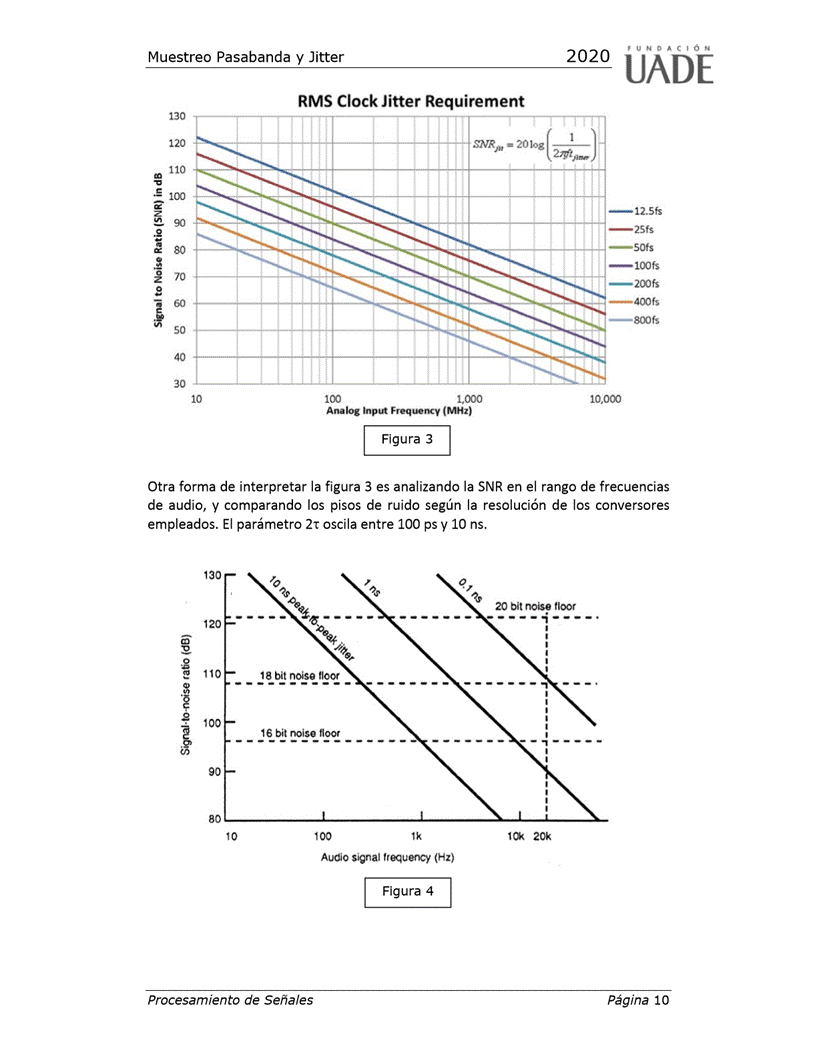 Muestreo Pasabanda y Jitter 2020 FUNDACIÓN
UADE
RMS Clock Jitter Requirement
SNR jit = 20log( 1 / 2πft jitter )
Signal to Noise Ratio (SNR) in dB
130
120
110
100
90
80
70
60
50
40
30
12.5fs
25fs
50fs
100fs
200fs
400fs
800fs
10 100 1,000 10,000
Analog Input Frequency (MHz)
Figura 3
Otra forma de interpretar la figura 3 es analizando la SNR en el rango de frecuencias
de audio, y comparando los pisos de ruido según la resolución de los conversores
empleados. El parámetro 2τ oscila entre 100 ps y 10 ns.
Signal-to-noise ratio (dB)
130
120
110
100
90
80
10 ns peak-to-peak jitter
1 ns
0.1 ns
20 bit noise floor
18 bit noise floor
16 bit noise floor
10 100 1k 10k 20k
Audio signal frequency (Hz)
Figura 4
Procesamiento de Señales Página 10